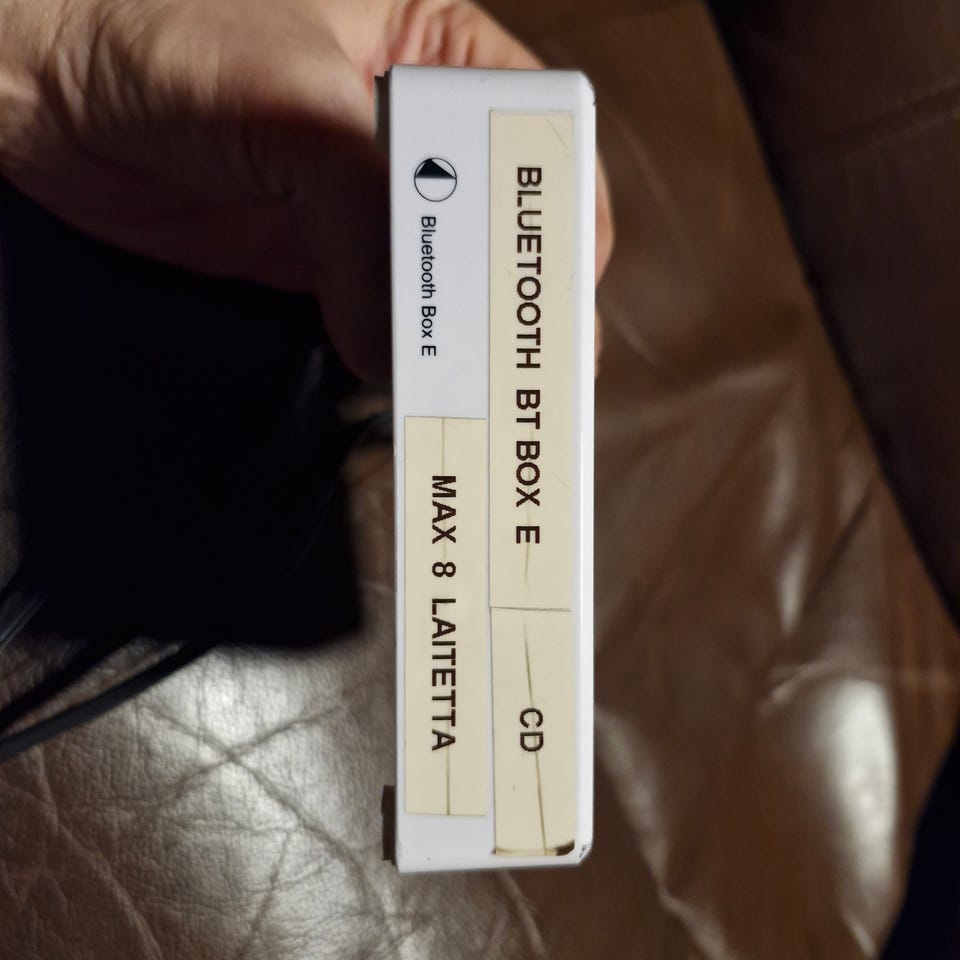 BLUETOOTH BT BOX E
CD
Bluetooth Box E
MAX 8 LAITETTA